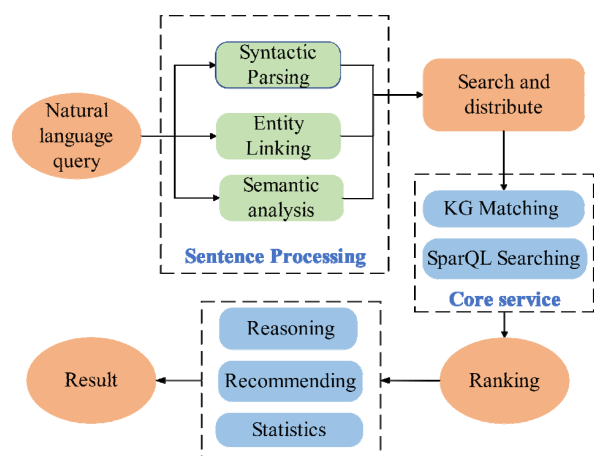 Natural
language
query
Syntactic
Parsing
Entity
Linking
Semantic
analysis
Sentence Processing
Search and
distribute
KG Matching
SparQL Searching
Core service
Ranking
Reasoning
Recommending
Statistics
Result